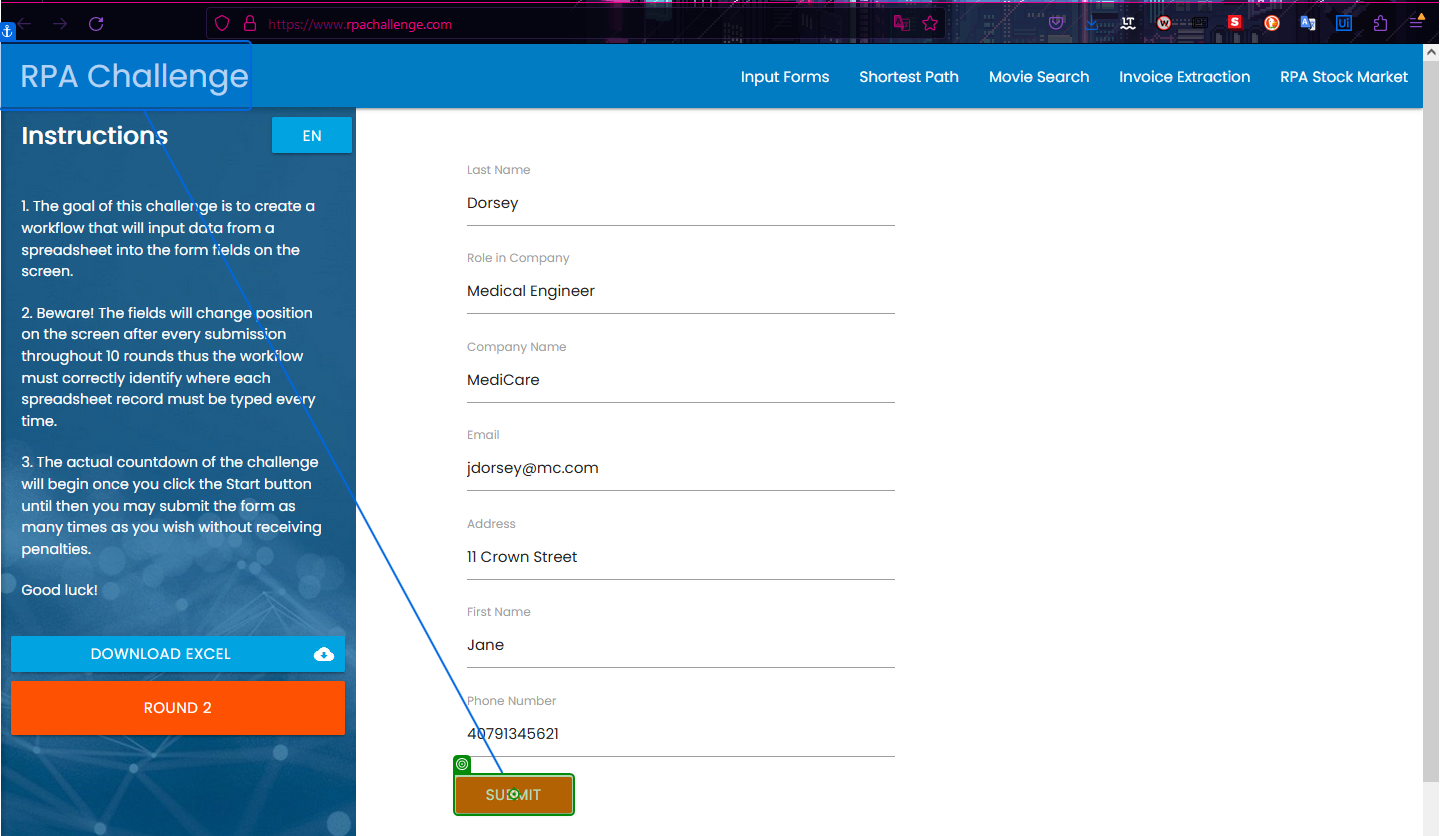 https://www.rpachallenge.com
RPA Challenge
Input Forms
Shortest Path
Movie Search
Invoice Extraction
RPA Stock Market
Instructions
EN
1. The goal of this challenge is to create a
workflow that will input data from a
spreadsheet into the form fields on the
screen.
2. Beware! The fields will change position
on the screen after every submission
throughout 10 rounds thus the workflow
must correctly identify where each
spreadsheet record must be typed every
time.
3. The actual countdown of the challenge
will begin once you click the Start button
until then you may submit the form as
many times as you wish without receiving
penalties.
Good luck!
DOWNLOAD EXCEL
ROUND 2
Last Name
Dorsey
Role in Company
Medical Engineer
Company Name
MediCare
Email
jdorsey@mc.com
Address
11 Crown Street
First Name
Jane
Phone Number
40791345621
SUBMIT